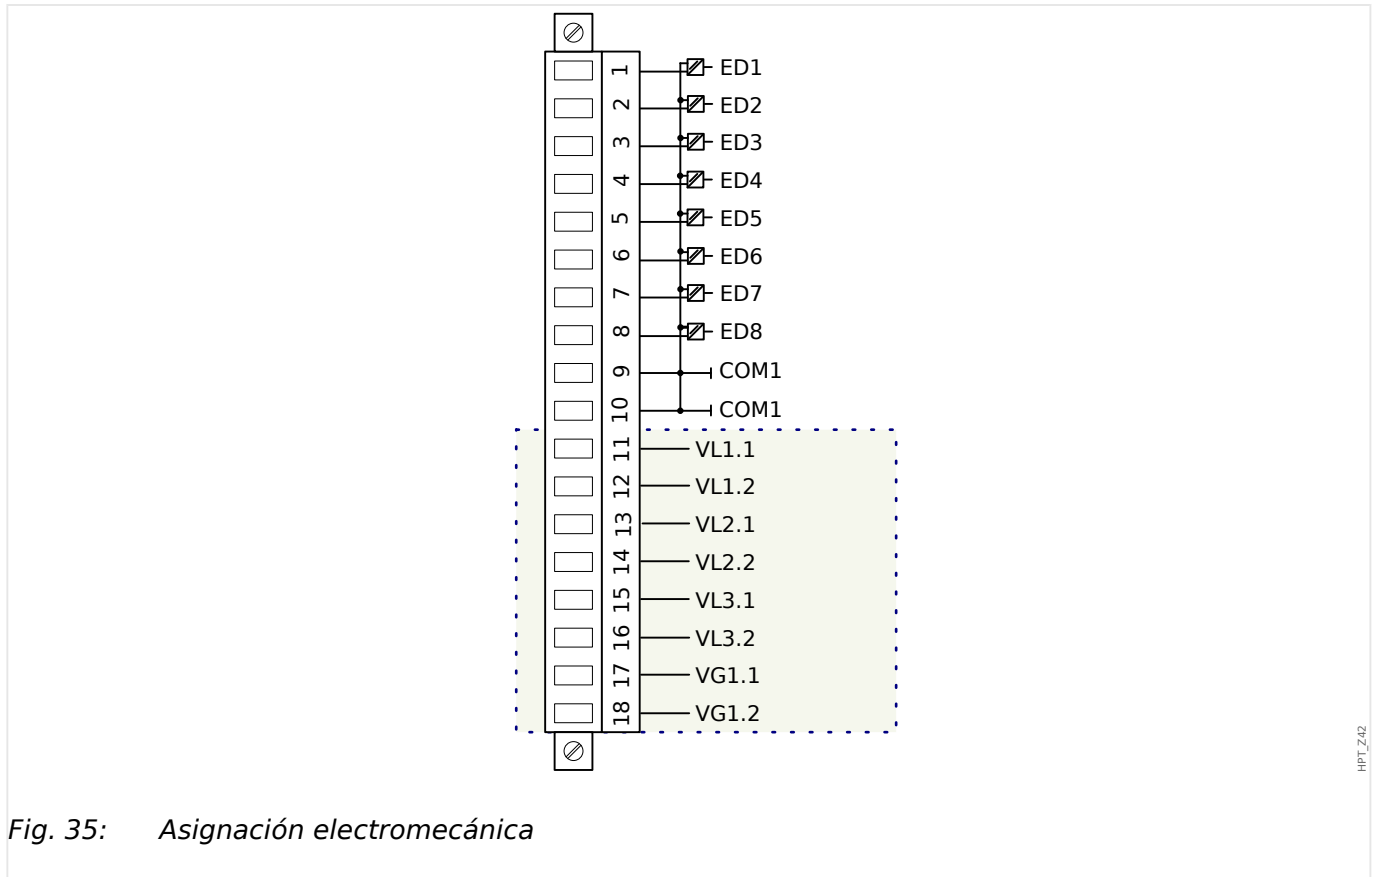 1 ED1
2 ED2
3 ED3
4 ED4
5 ED5
6 ED6
7 ED7
8 ED8
9 COM1
10 COM1
11 VL1.1
12 VL1.2
13 VL2.1
14 VL2.2
15 VL3.1
16 VL3.2
17 VG1.1
18 VG1.2
HPT_Z42
Fig. 35: Asignación electromecánica